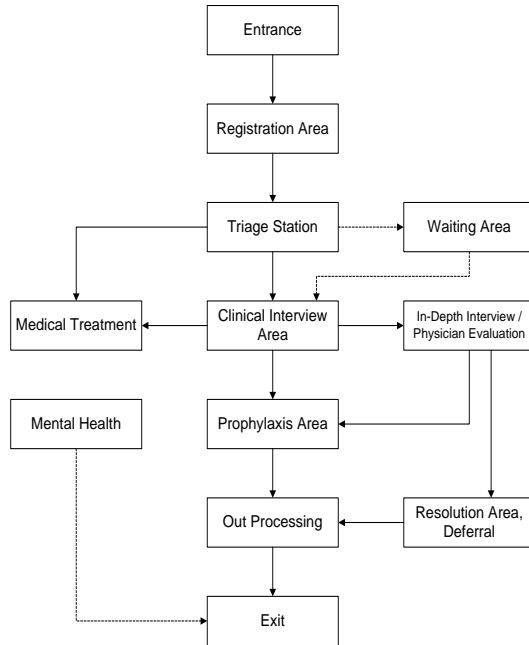 Entrance
Registration Area
Triage Station
Waiting Area
Medical Treatment
Clinical Interview
Area
In-Depth Interview /
Physician Evaluation
Mental Health
Prophylaxis Area
Out Processing
Resolution Area,
Deferral
Exit